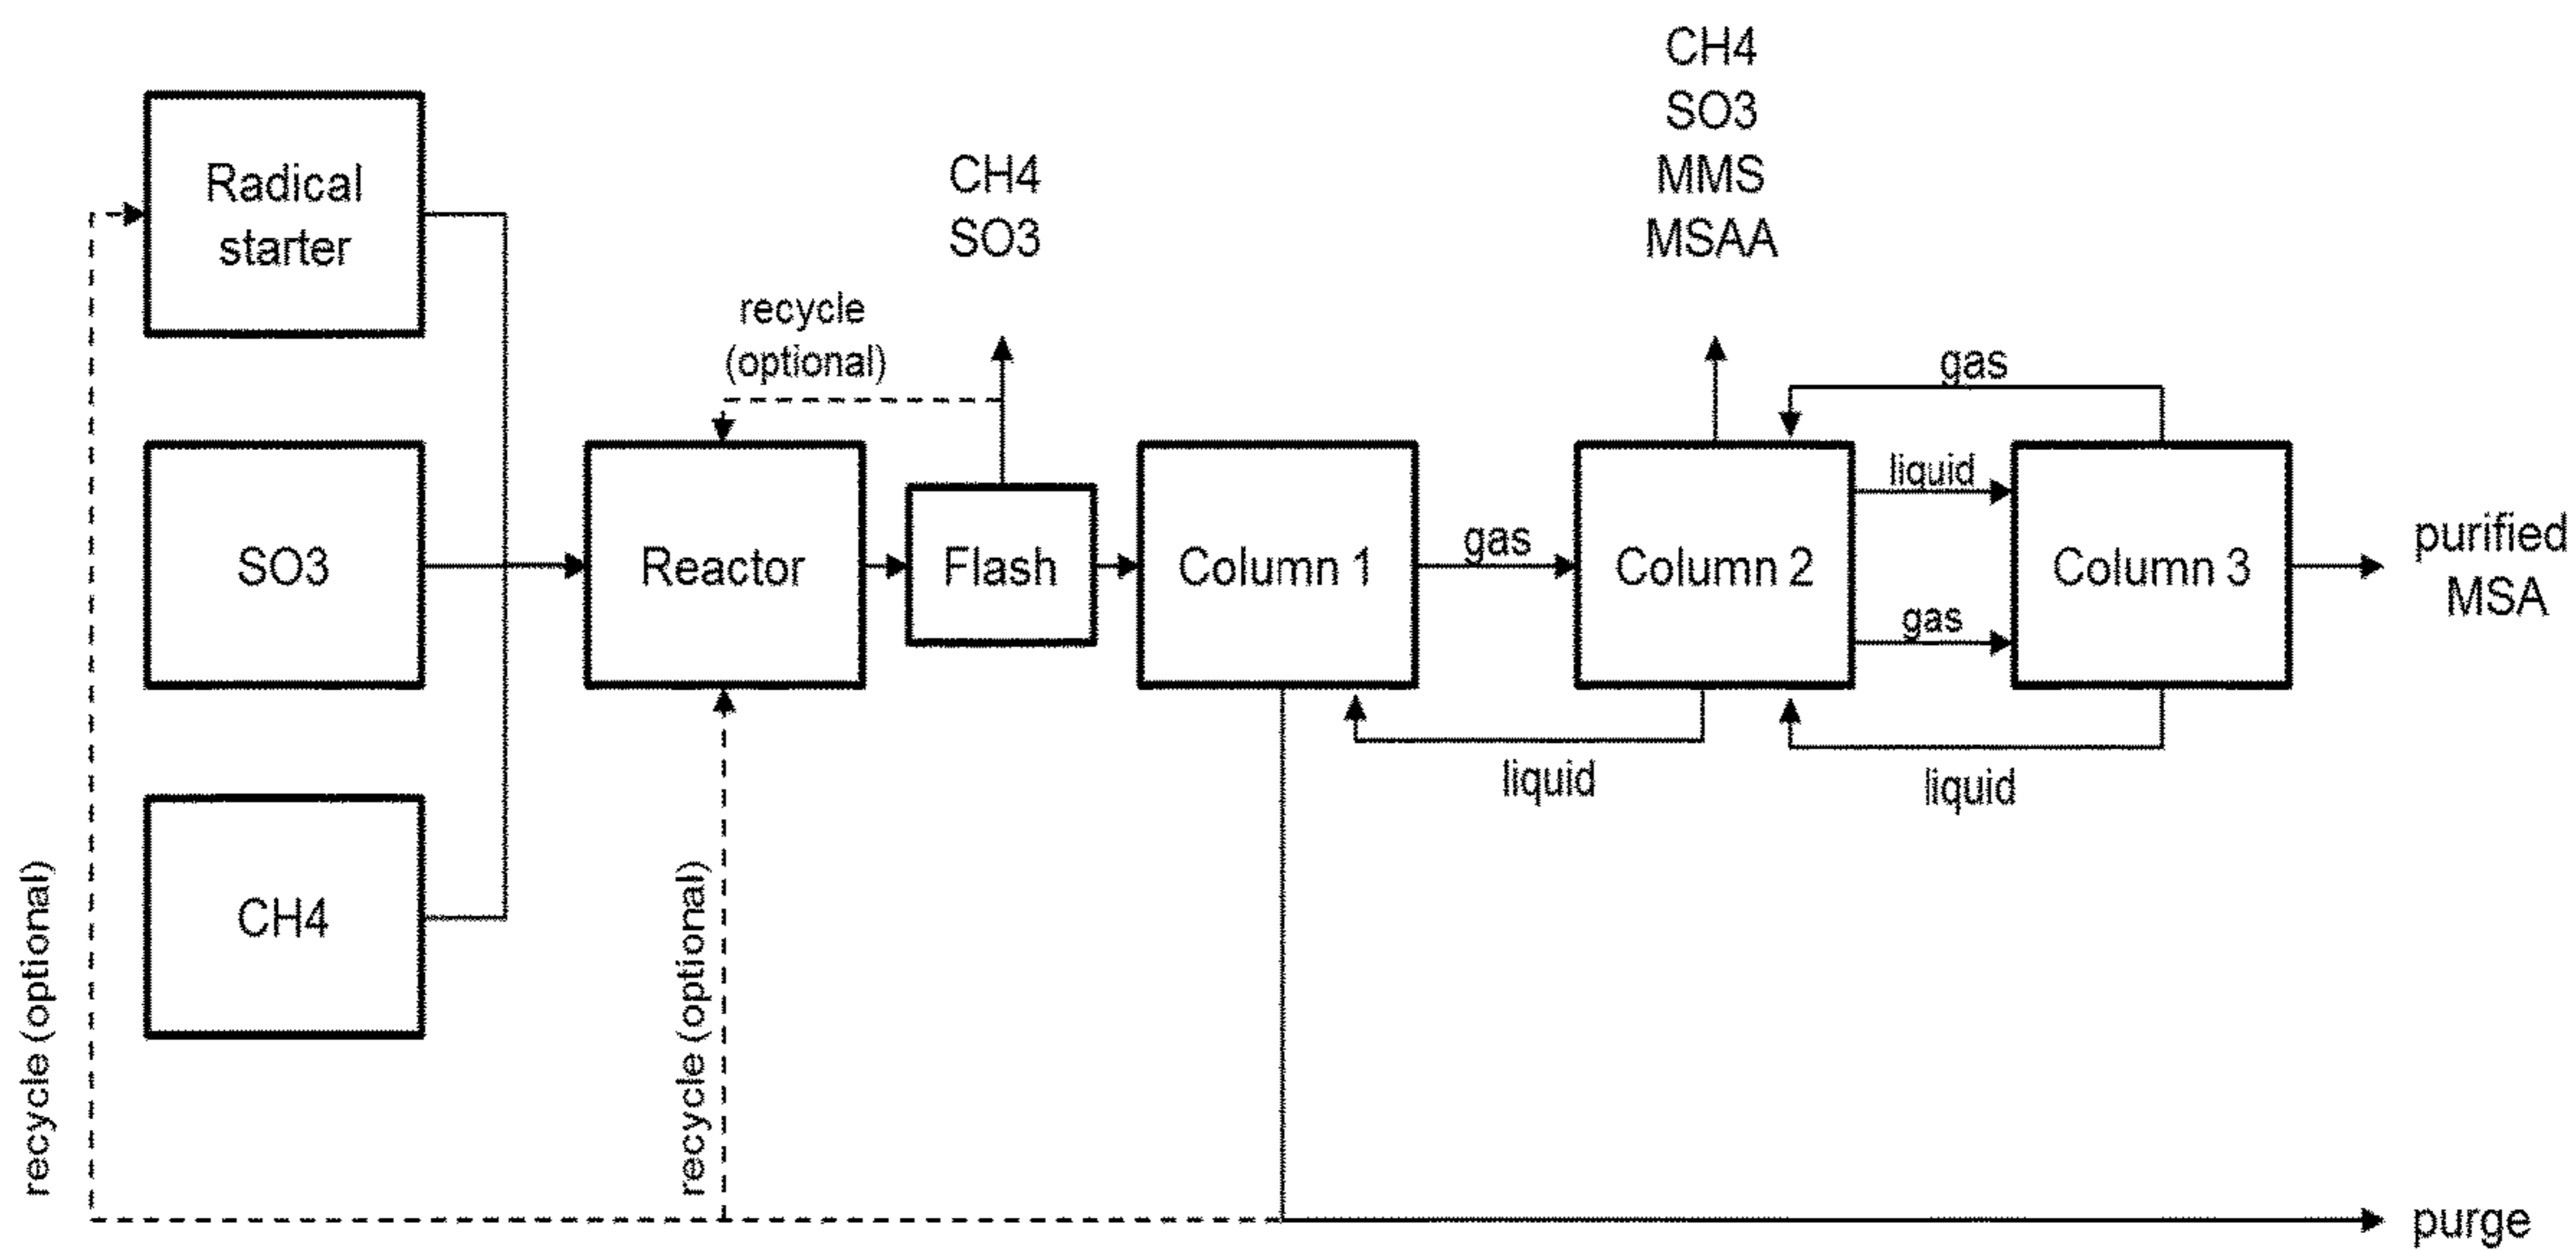 CH4
SO3
MMS
MSAA
CH4
SO3
Radical
starter
recycle
(optional)
gas
liquid
SO3
Reactor
Flash
Column 1
gas
Column 2
gas
Column 3
purified
MSA
liquid
liquid
CH4
recycle (optional)
recycle (optional)
purge